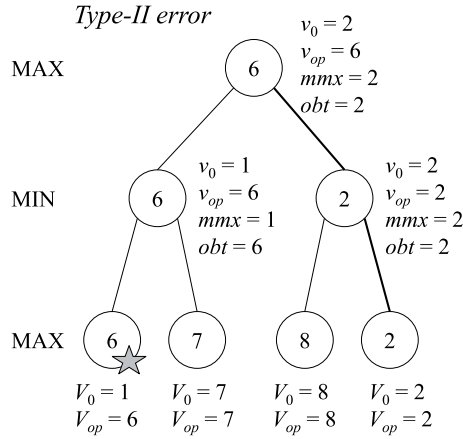 Type-II error
MAX
6
v₀ = 2
vₒₚ = 6
mmx = 2
obt = 2
MIN
6
v₀ = 1
vₒₚ = 6
mmx = 1
obt = 6
2
v₀ = 2
vₒₚ = 2
mmx = 2
obt = 2
MAX
6
7
8
2
V₀ = 1
Vₒₚ = 6
V₀ = 7
Vₒₚ = 7
V₀ = 8
Vₒₚ = 8
V₀ = 2
Vₒₚ = 2